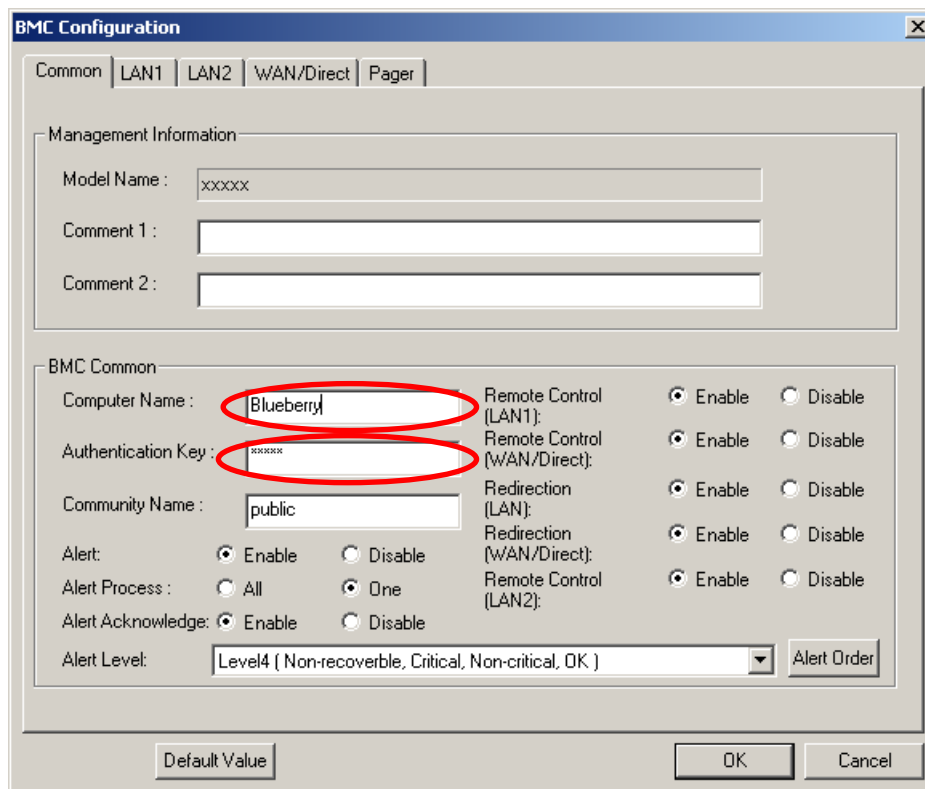 BMC Configuration
Common LAN1 LAN2 WAN/Direct Pager
Management Information
Model Name : xxxxx
Comment 1 :
Comment 2 :
BMC Common
Computer Name : Blueberry
Authentication Key : *****
Community Name : public
Alert: Enable Disable
Alert Process : All One
Alert Acknowledge: Enable Disable
Remote Control
(LAN1): Enable Disable
Remote Control
(WAN/Direct): Enable Disable
Redirection
(LAN): Enable Disable
Redirection
(WAN/Direct): Enable Disable
Remote Control
(LAN2): Enable Disable
Alert Level: Level4 ( Non-recoverble, Critical, Non-critical, OK ) Alert Order
Default Value OK Cancel